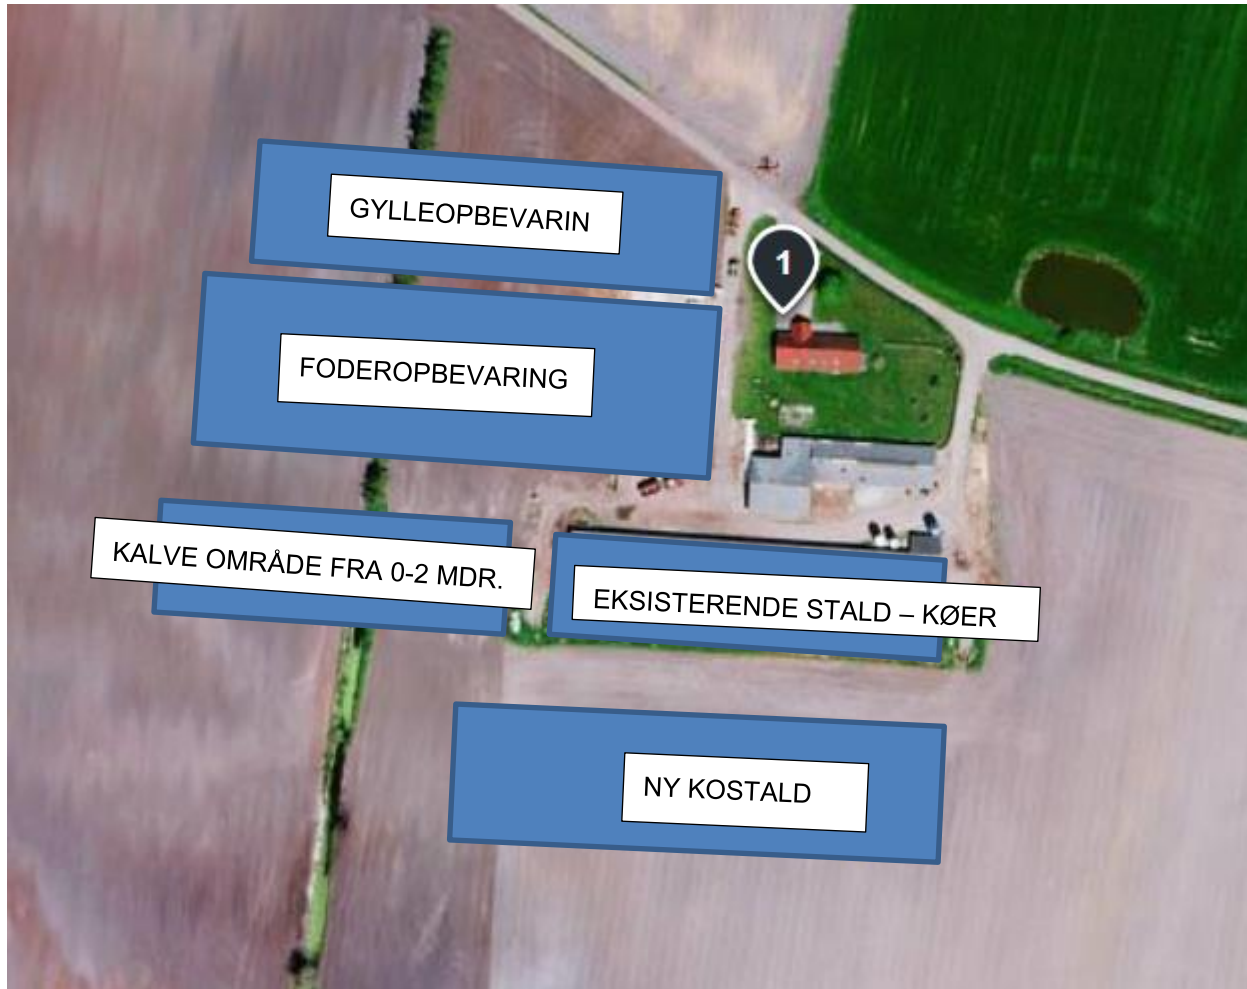 GYLLEOPBEVARIN
1
FODEROPBEVARING
KALVE OMRÅDE FRA 0-2 MDR.
EKSISTERENDE STALD – KØER
NY KOSTALD